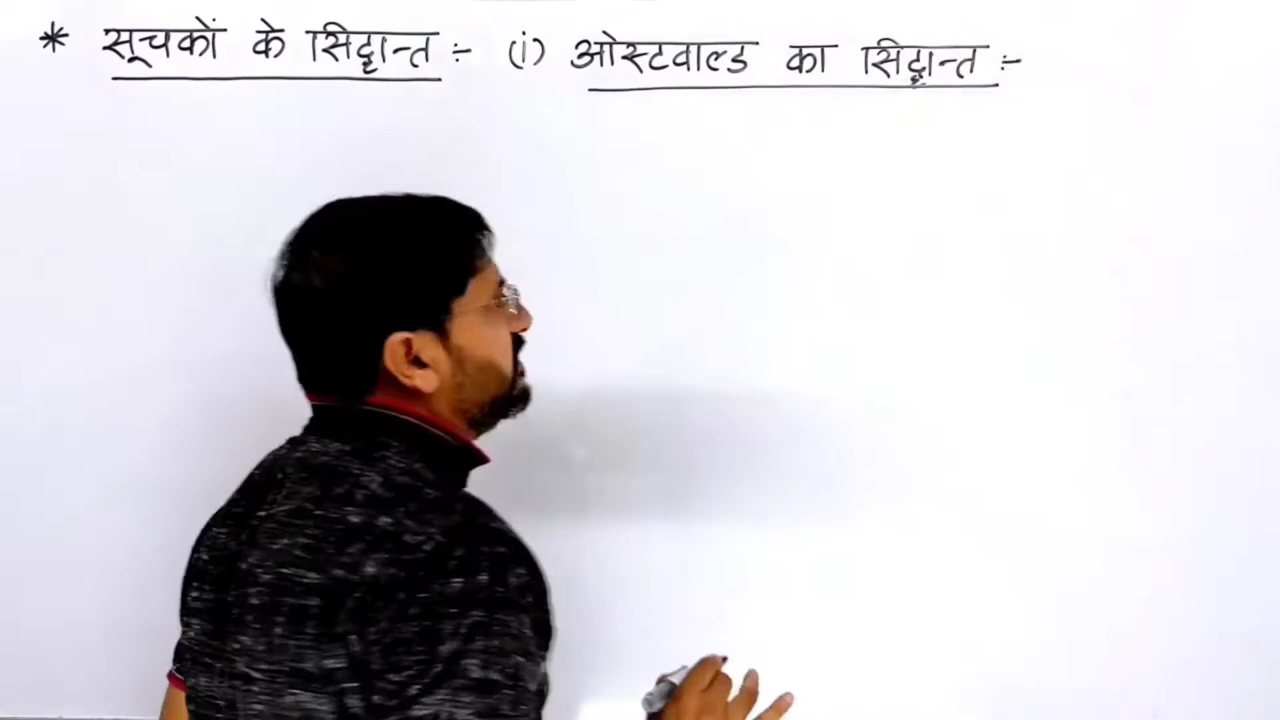 * सूचकों के सिद्धान्त :- (i) ओस्टवाल्ड का सिद्धान्त :-